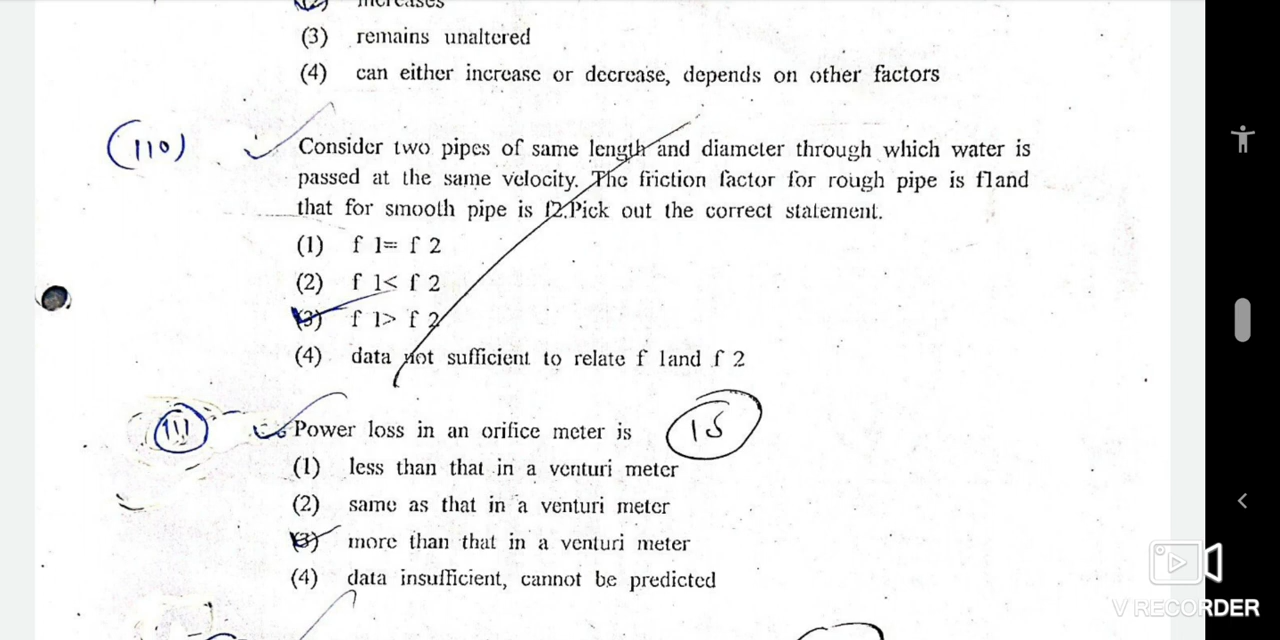 (2) increases
(3) remains unaltered
(4) can either increase or decrease, depends on other factors
(110)
Consider two pipes of same length and diameter through which water is
passed at the same velocity. The friction factor for rough pipe is f1and
that for smooth pipe is f2.Pick out the correct statement.
(1) f 1= f 2
(2) f 1< f 2
(3) f 1> f 2
(4) data not sufficient to relate f 1and f 2
111
Power loss in an orifice meter is
15
(1) less than that in a venturi meter
(2) same as that in a venturi meter
(3) more than that in a venturi meter
(4) data insufficient, cannot be predicted
V RECORDER